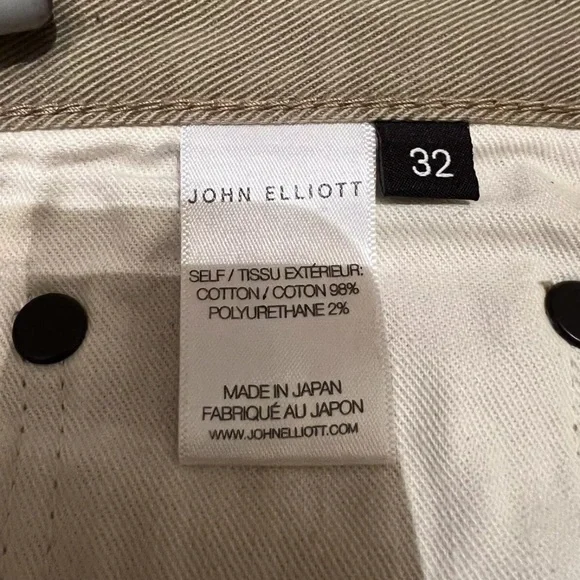 JOHN ELLIOTT
32
SELF / TISSU EXTÉRIEUR:
COTTON / COTON 98%
POLYURETHANE 2%
MADE IN JAPAN
FABRIQUÉ AU JAPON
WWW.JOHNELLIOTT.COM